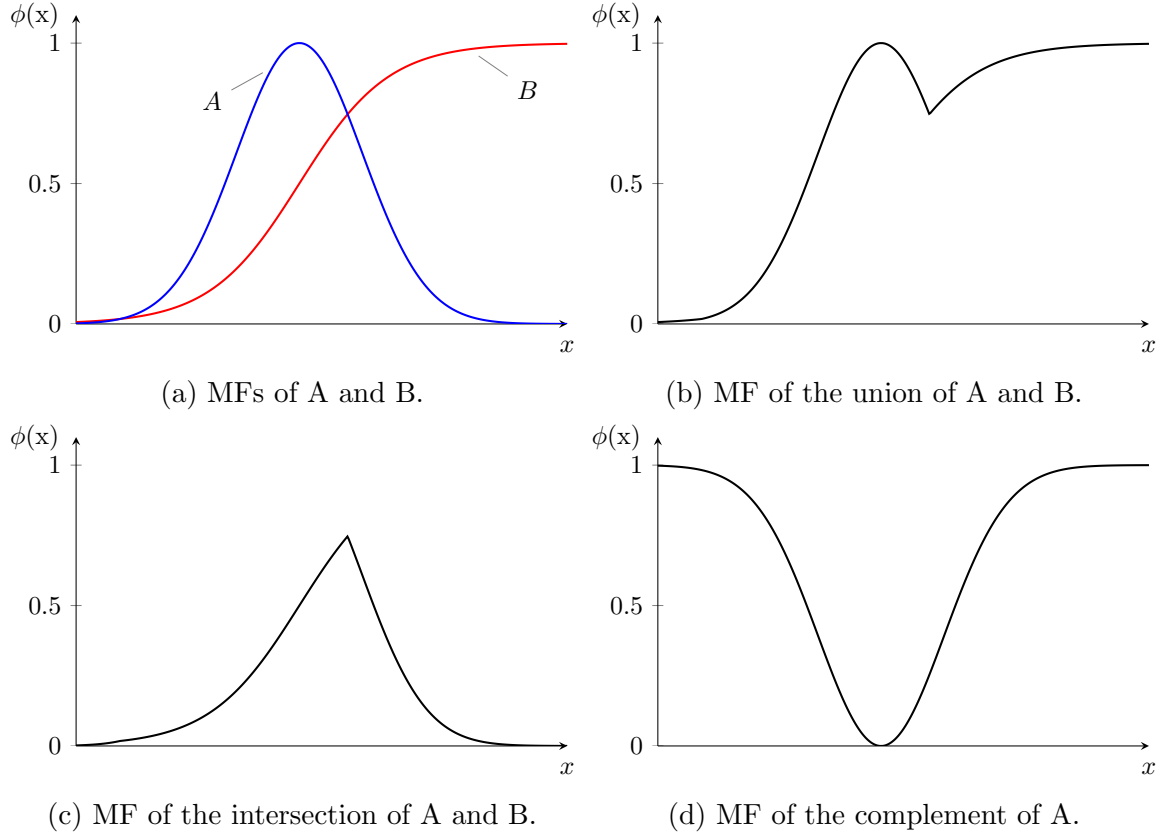 ϕ(x)
1
A
B
0.5
0
x
(a) MFs of A and B.
ϕ(x)
1
0.5
0
x
(b) MF of the union of A and B.
ϕ(x)
1
0.5
0
x
(c) MF of the intersection of A and B.
ϕ(x)
1
0.5
0
x
(d) MF of the complement of A.